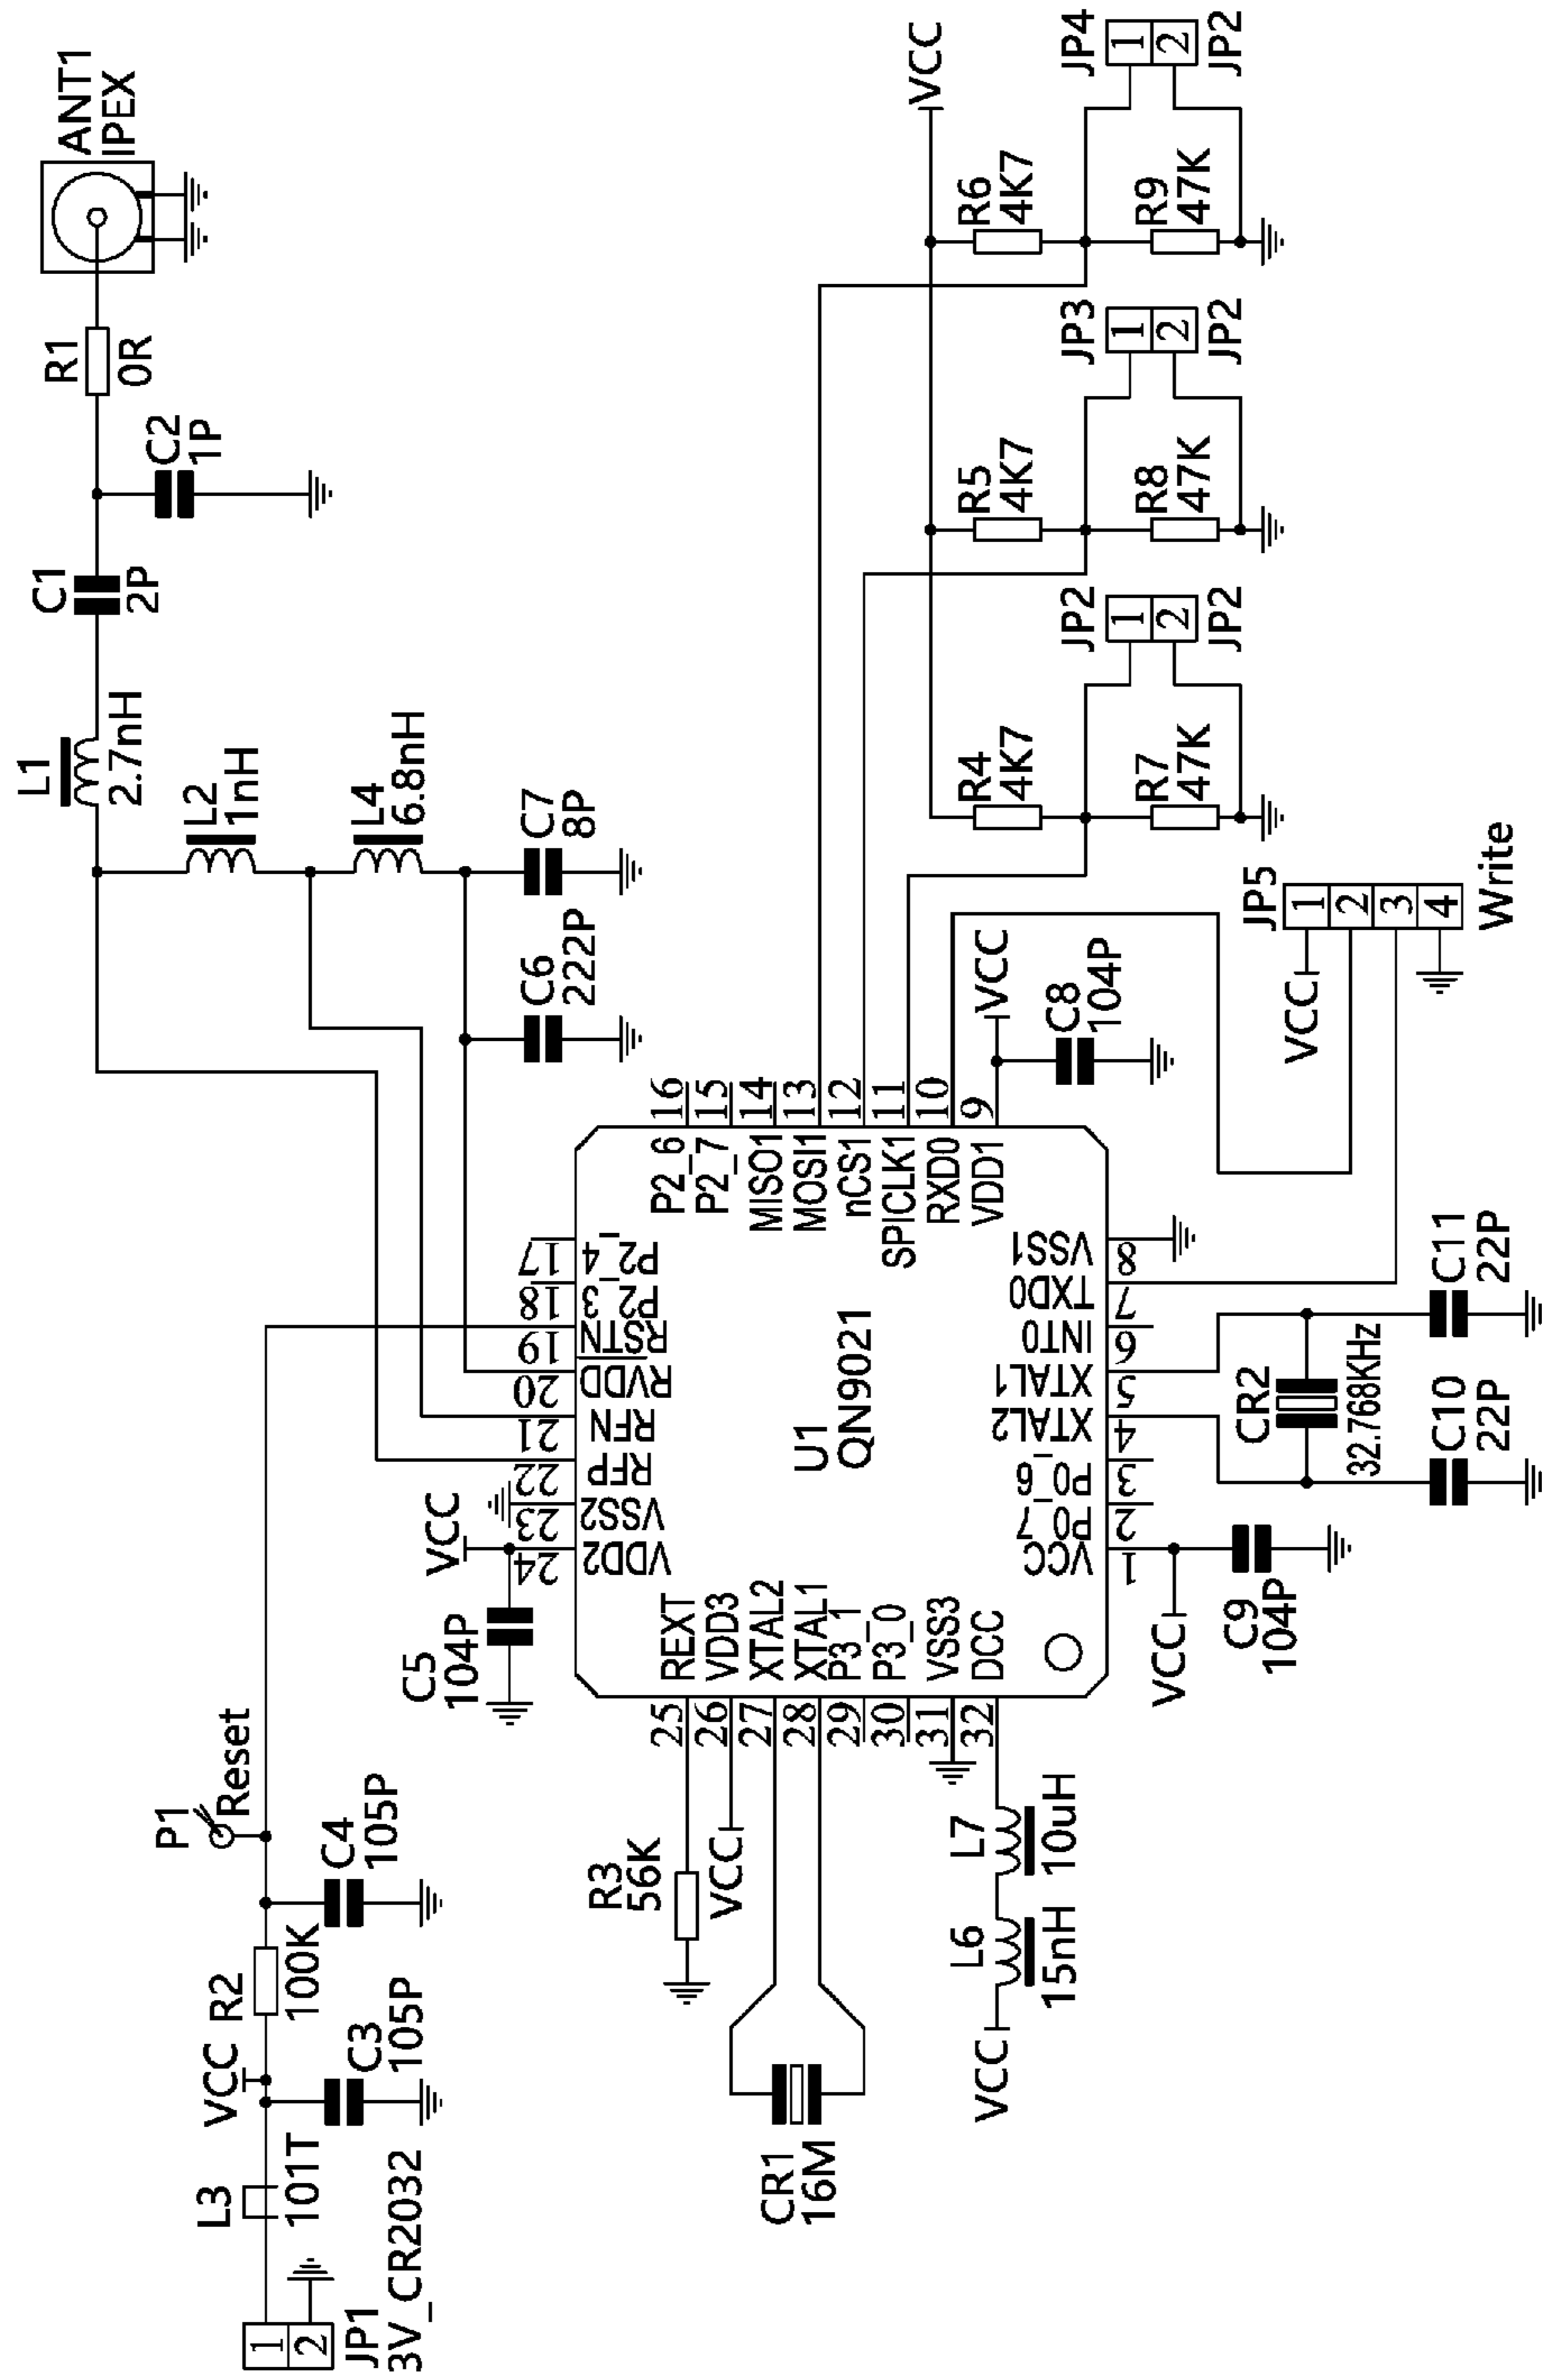 ANT1
IPEX
R1
0R
C2
1P
C1
2P
L1
2.7nH
L2
1nH
L4
6.8nH
C7
8P
C6
222P
P1
Reset
C4
105P
R2
100K
VCC
C3
105P
L3
101T
1
2
JP1
3V_CR2032
VCC
C5
104P
24
23
22
21
20
19
18
17
VDD2
VSS2
RFP
RFN
RVDD
RSTN
P2_3
P2_4
U1
QN9021
25
26
27
28
29
30
31
32
REXT
VDD3
XTAL2
XTAL1
P3_1
P3_0
VSS3
DCC
P2_6
P2_7
MISO1
MOSI1
nCS1
SPICLK1
RXD0
VDD1
16
15
14
13
12
11
10
9
VCC
P0_7
P0_6
XTAL2
XTAL1
INT0
TXD0
VSS1
1
2
3
4
5
6
7
8
R3
56K
VCC
CR1
16M
L7
10uH
L6
15nH
VCC
VCC
C9
104P
CR2
32.768KHz
C10
22P
C11
22P
VCC
C8
104P
JP5
1
2
3
4
Write
VCC
VCC
R4
4K7
R7
47K
JP2
1
2
JP2
R5
4K7
R8
47K
JP3
1
2
JP2
R6
4K7
R9
47K
JP4
1
2
JP2